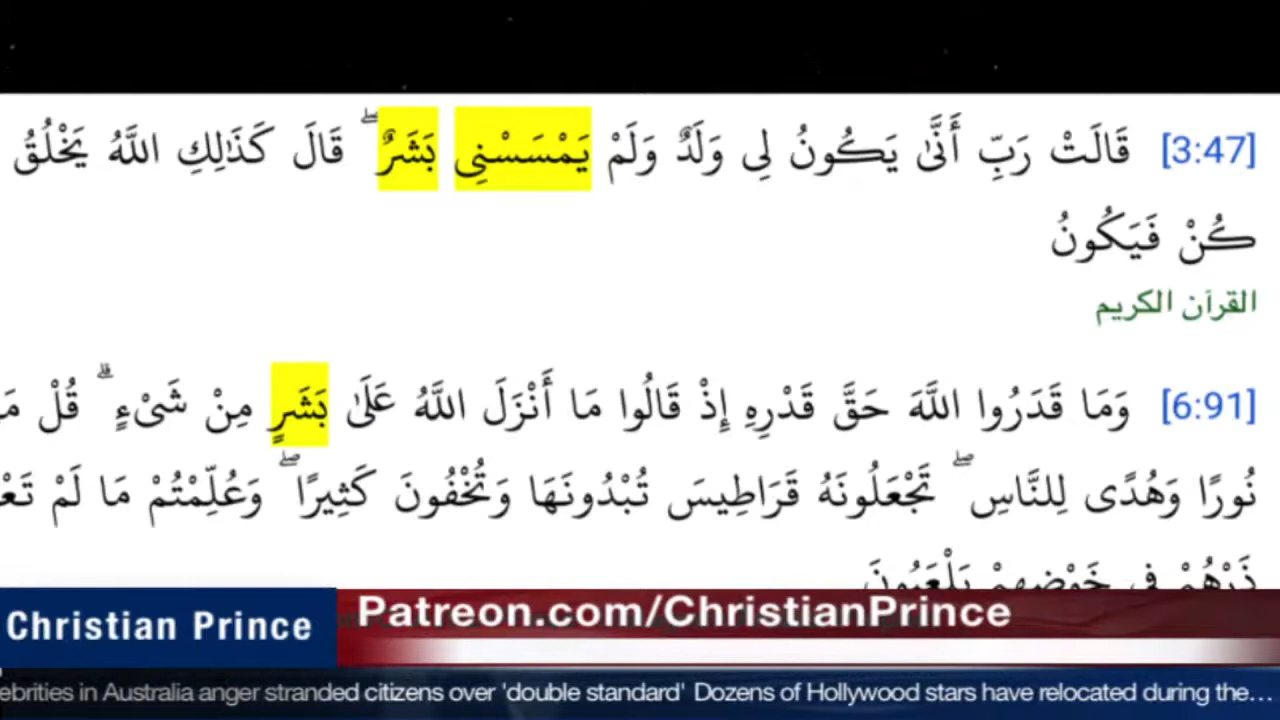 [3:47] قَالَتْ رَبِّ أَنَّىٰ يَكُونُ لِى وَلَدٌ وَلَمْ يَمْسَسْنِى بَشَرٌ ۖ قَالَ كَذَٰلِكِ اللَّهُ يَخْلُقُ
كُنْ فَيَكُونُ
القرآن الكريم
[6:91] وَمَا قَدَرُوا اللَّهَ حَقَّ قَدْرِهِ إِذْ قَالُوا مَا أَنْزَلَ اللَّهُ عَلَىٰ بَشَرٍ مِنْ شَىْءٍ ۗ قُلْ
نُورًا وَهُدًى لِلنَّاسِ ۖ تَجْعَلُونَهُ قَرَاطِيسَ تُبْدُونَهَا وَتُخْفُونَ كَثِيرًا ۖ وَعُلِّمْتُمْ مَا لَمْ
ذَرْهُمْ فِى خَوْضِهِمْ يَلْعَبُونَ
Patreon.com/ChristianPrince
Christian Prince
ebrities in Australia anger stranded citizens over 'double standard' Dozens of Hollywood stars have relocated during the...